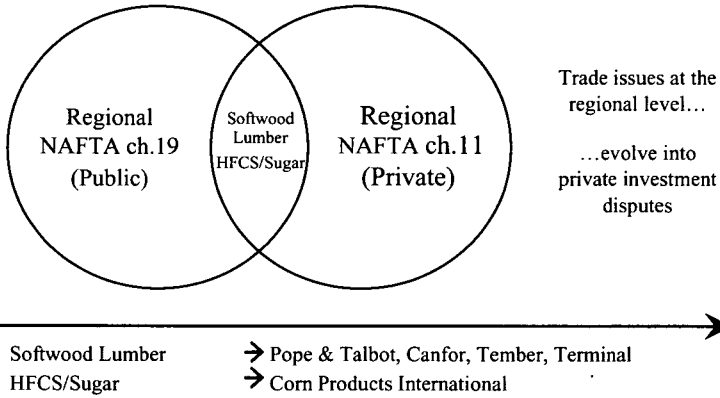 Regional
NAFTA ch.19
(Public)
Softwood
Lumber
HFCS/Sugar
Regional
NAFTA ch.11
(Private)
Trade issues at the
regional level…
…evolve into
private investment
disputes
Softwood Lumber → Pope & Talbot, Canfor, Tember, Terminal
HFCS/Sugar → Corn Products International